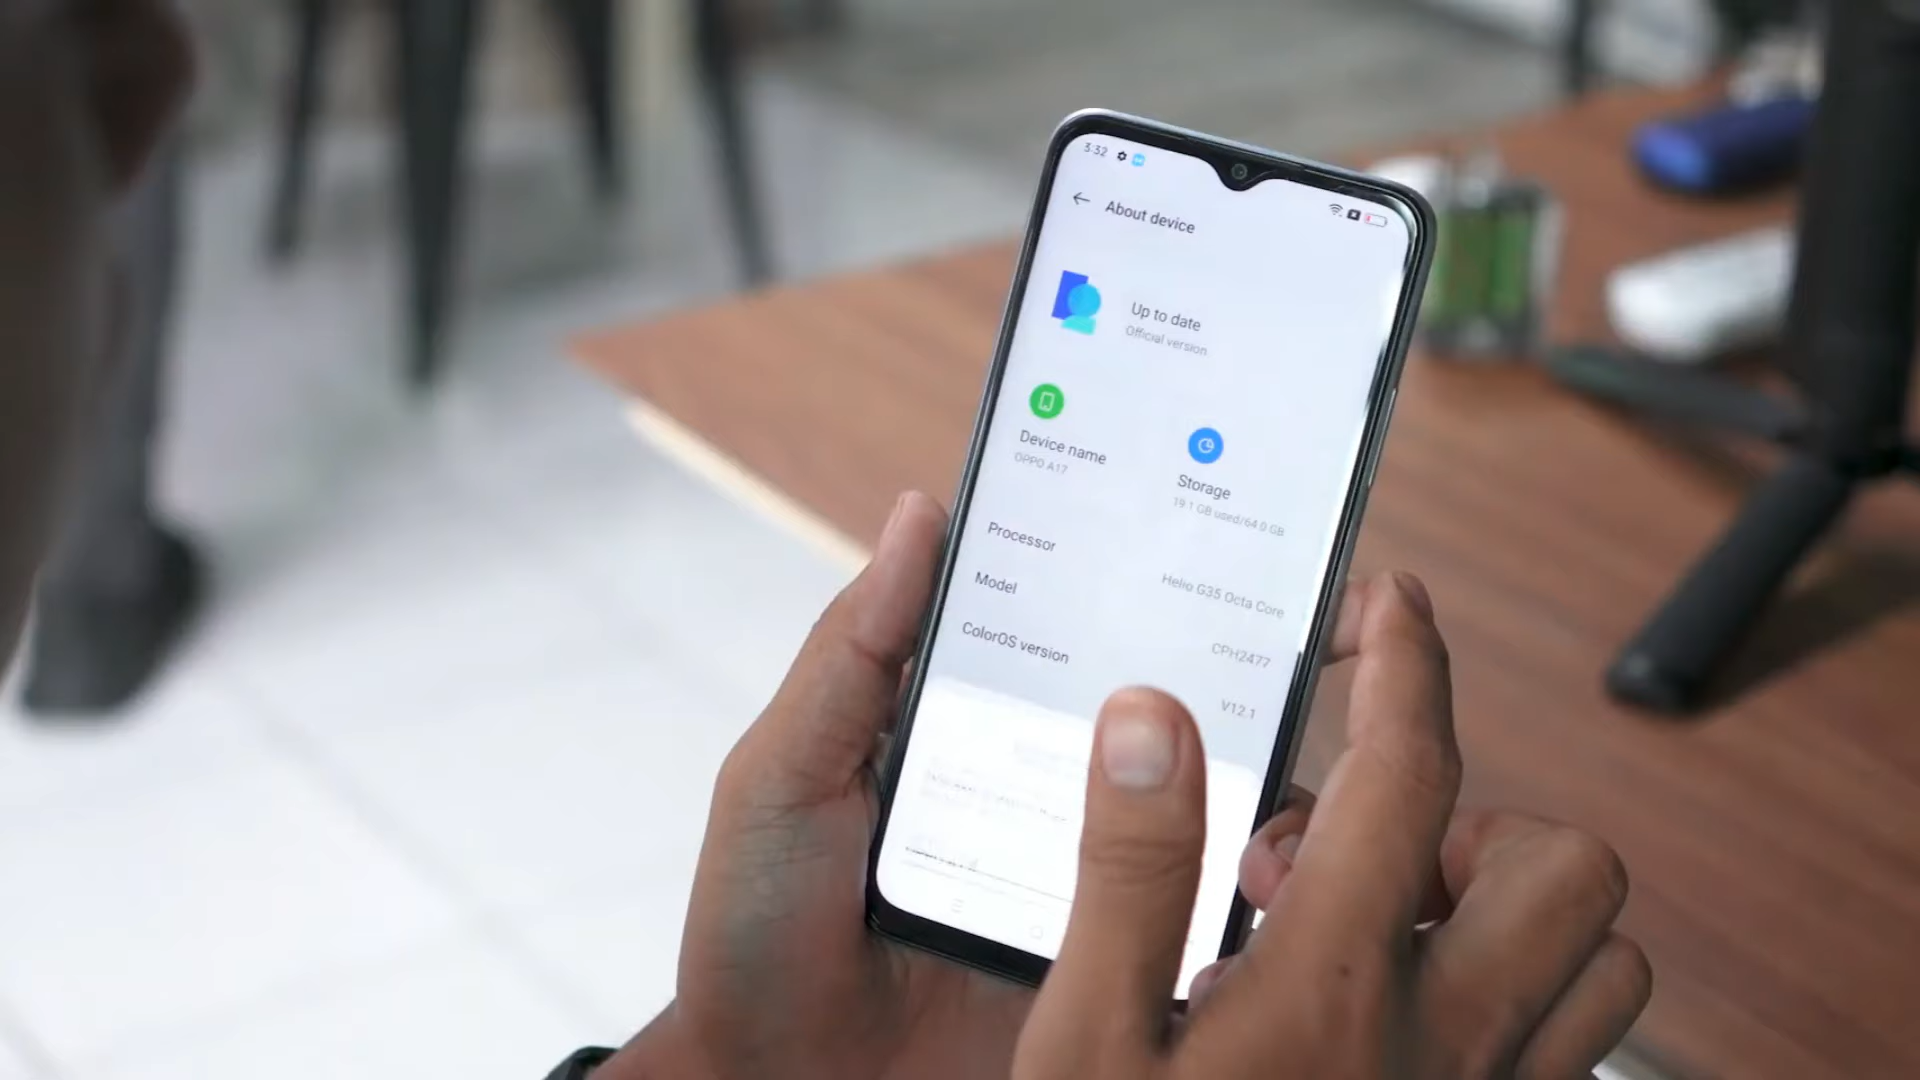 3:32
About device
Up to date
Official version
Device name
OPPO A17
Storage
19.1 GB used/64.0 GB
Processor
Helio G35 Octa Core
Model
CPH2477
ColorOS version
V12.1